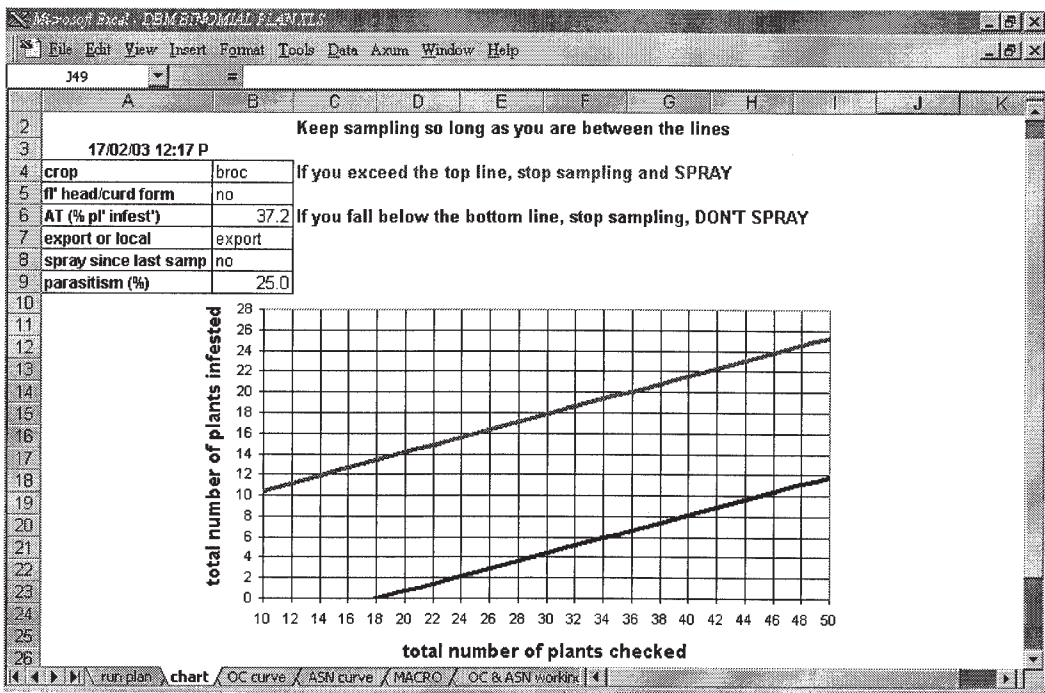 Microsoft Excel - DBM BINOMIAL PLAN.XLS
File Edit View Insert Format Tools Data Axum Window Help
J49 =
A B C D E F G H I J K
2 Keep sampling so long as you are between the lines
3 17/02/03 12:17 P
4 crop broc If you exceed the top line, stop sampling and SPRAY
5 fl' head/curd form no
6 AT (% pl' infest') 37.2 If you fall below the bottom line, stop sampling, DON'T SPRAY
7 export or local export
8 spray since last samp no
9 parasitism (%) 25.0
10
11
12
13
14
15
16
17
18
19
20
21
22
23
24
25
26
total number of plants infested
28
26
24
22
20
18
16
14
12
10
8
6
4
2
0
10 12 14 16 18 20 22 24 26 28 30 32 34 36 38 40 42 44 46 48 50
total number of plants checked
run plan chart OC curve ASN curve MACRO OC & ASN workin